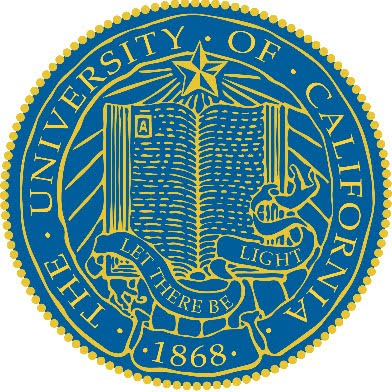 · THE · UNIVERSITY · OF · CALIFORNIA ·
A
LET THERE BE
LIGHT
· 1868 ·